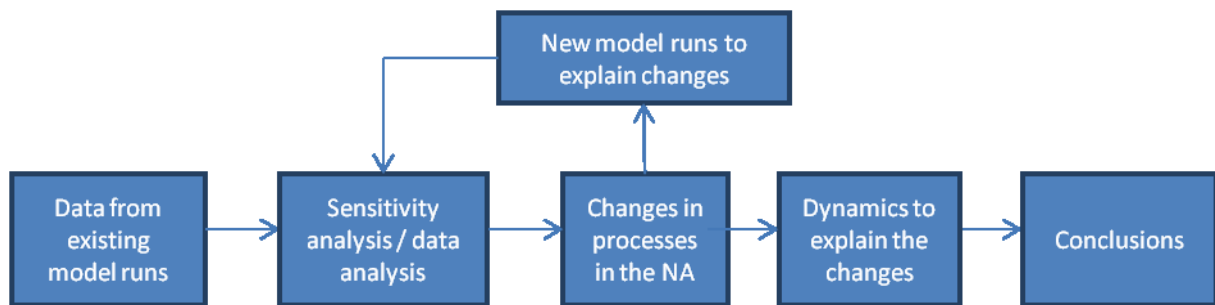 New model runs to
explain changes
Data from
existing
model runs
Sensitivity
analysis / data
analysis
Changes in
processes
in the NA
Dynamics to
explain the
changes
Conclusions